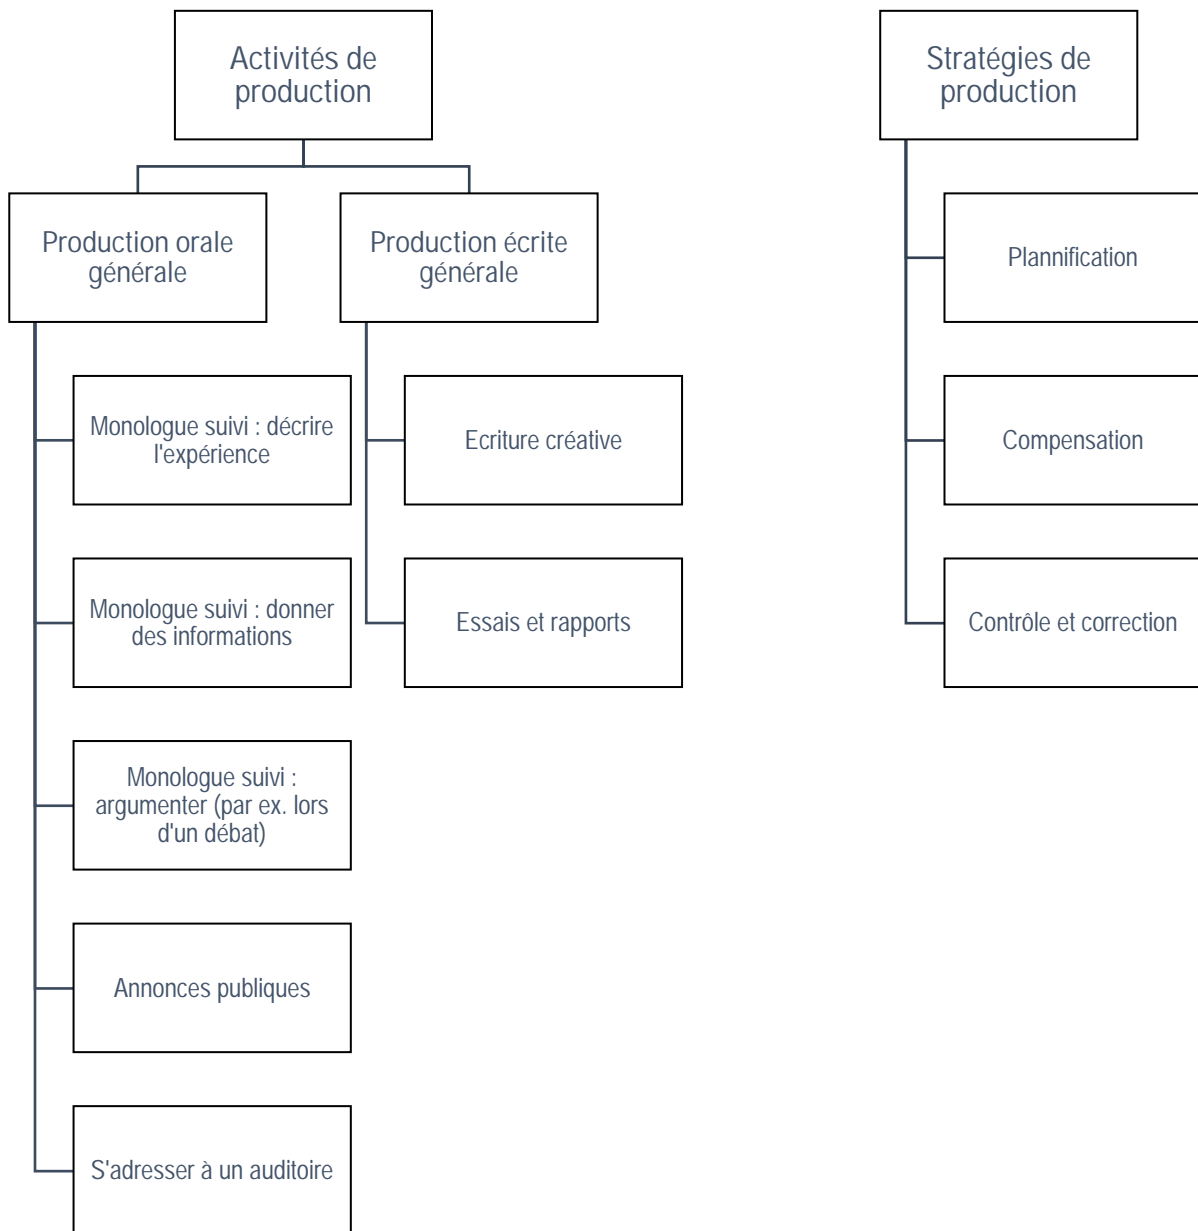 Activités de
production
Production orale
générale
Monologue suivi : décrire
l'expérience
Monologue suivi : donner
des informations
Monologue suivi :
argumenter (par ex. lors
d'un débat)
Annonces publiques
S'adresser à un auditoire
Production écrite
générale
Ecriture créative
Essais et rapports
Stratégies de
production
Plannification
Compensation
Contrôle et correction